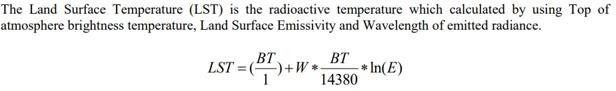 The Land Surface Temperature (LST) is the radioactive temperature which calculated by using Top of
atmosphere brightness temperature, Land Surface Emissivity and Wavelength of emitted radiance.
LST = (BT/1) + W * BT/14380 * ln(E)